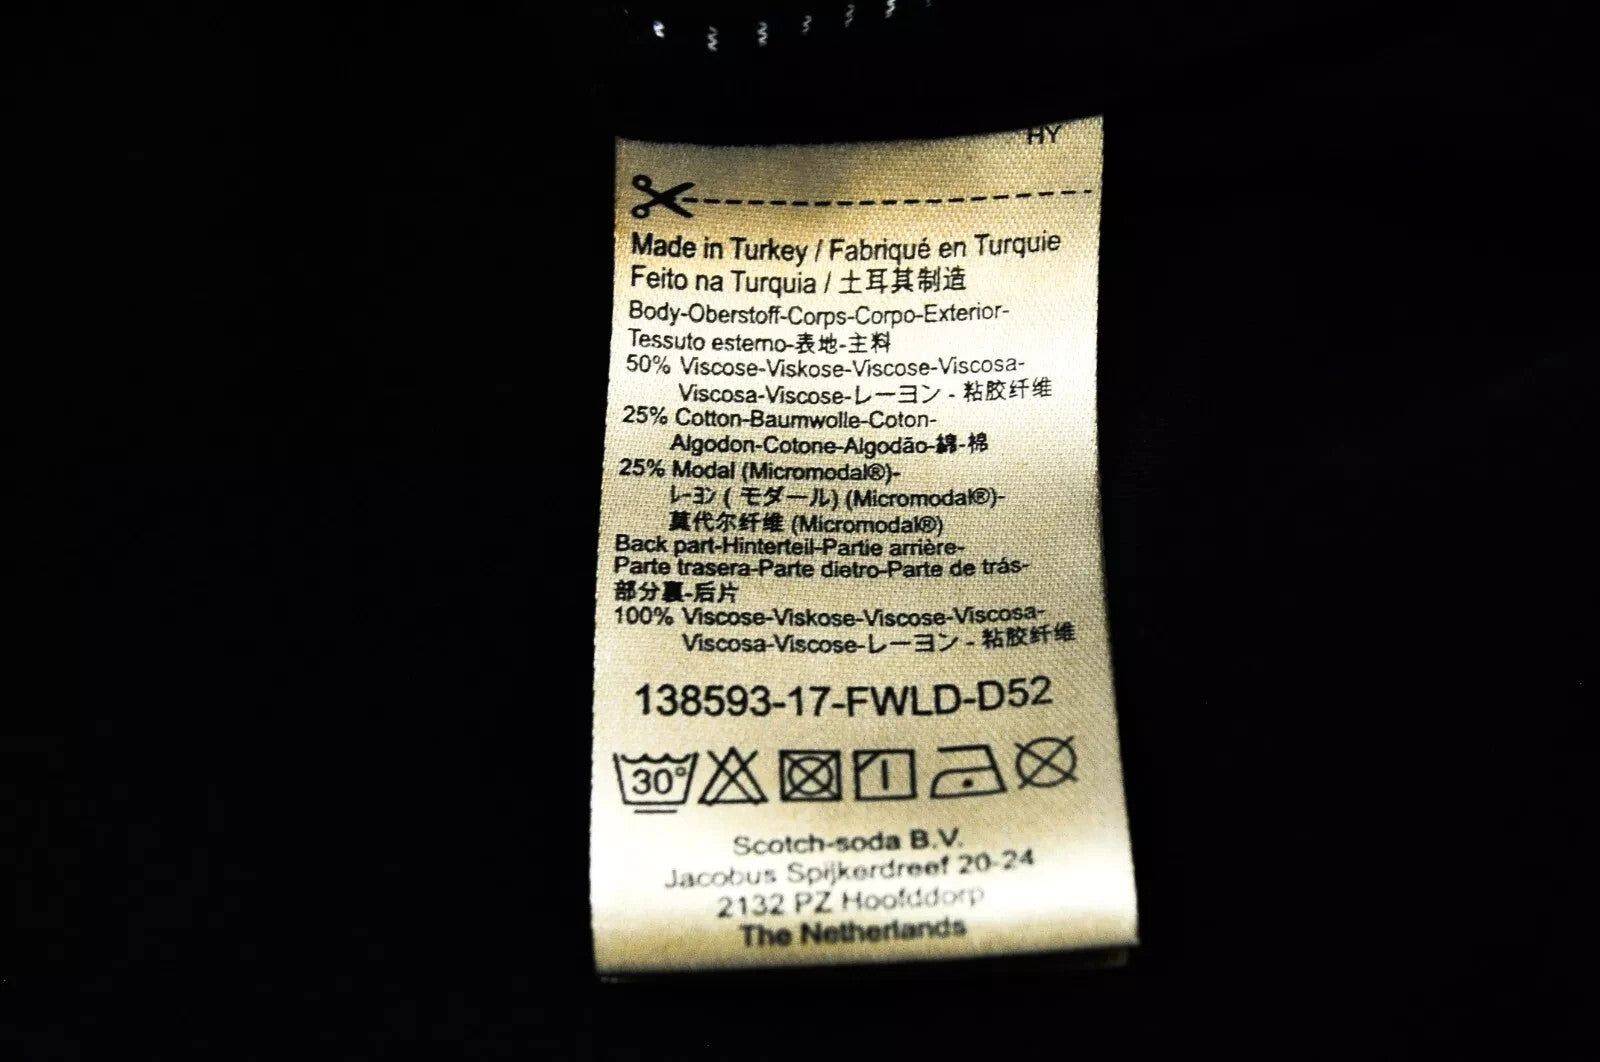 HY
Made in Turkey / Fabriqué en Turquie
Feito na Turquia / 土耳其制造
Body-Oberstoff-Corps-Corpo-Exterior-
Tessuto esterno-表地-主料
50% Viscose-Viskose-Viscose-Viscosa-
Viscosa-Viscose-レーヨン - 粘胶纤维
25% Cotton-Baumwolle-Coton-
Algodon-Cotone-Algodão-綿-棉
25% Modal (Micromodal®)-
レーヨン ( モダール) (Micromodal®)-
莫代尔纤维 (Micromodal®)
Back part-Hinterteil-Partie arrière-
Parte trasera-Parte dietro-Parte de trás-
部分裏-后片
100% Viscose-Viskose-Viscose-Viscosa-
Viscosa-Viscose-レーヨン - 粘胶纤维
138593-17-FWLD-D52
30°
Scotch-soda B.V.
Jacobus Spijkerdreef 20-24
2132 PZ Hoofddorp
The Netherlands